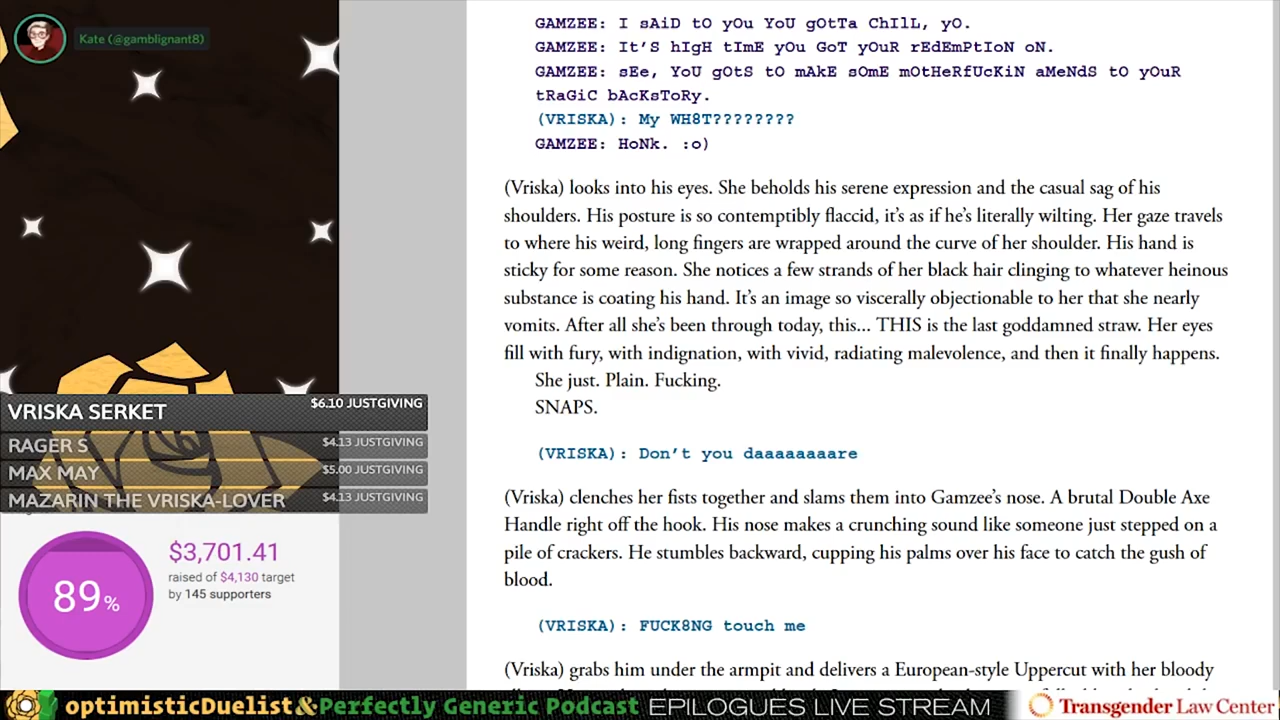 Kate (@gamblignant8)
GAMZEE: I sAiD tO yOu YoU gOtTa ChIlL, yO.
GAMZEE: It'S hIgH tImE yOu GoT yOuR rEdEmPtIoN oN.
GAMZEE: sEe, YoU gOtS tO mAkE sOmE mOtHeRfUcKiN aMeNdS tO yOuR
tRaGiC bAcKsToRy.
(VRISKA): My WH8T????????
GAMZEE: HoNk. :o)
(Vriska) looks into his eyes. She beholds his serene expression and the casual sag of his
shoulders. His posture is so contemptibly flaccid, it's as if he's literally wilting. Her gaze travels
to where his weird, long fingers are wrapped around the curve of her shoulder. His hand is
sticky for some reason. She notices a few strands of her black hair clinging to whatever heinous
substance is coating his hand. It's an image so viscerally objectionable to her that she nearly
vomits. After all she's been through today, this... THIS is the last goddamned straw. Her eyes
fill with fury, with indignation, with vivid, radiating malevolence, and then it finally happens.
She just. Plain. Fucking.
SNAPS.
(VRISKA): Don't you daaaaaaaare
(Vriska) clenches her fists together and slams them into Gamzee's nose. A brutal Double Axe
Handle right off the hook. His nose makes a crunching sound like someone just stepped on a
pile of crackers. He stumbles backward, cupping his palms over his face to catch the gush of
blood.
(VRISKA): FUCK8NG touch me
(Vriska) grabs him under the armpit and delivers a European-style Uppercut with her bloody
VRISKA SERKET $6.10 JUSTGIVING
RAGER S $4.13 JUSTGIVING
MAX MAY $5.00 JUSTGIVING
MAZARIN THE VRISKA-LOVER $4.13 JUSTGIVING
89%
$3,701.41
raised of $4,130 target
by 145 supporters
optimisticDuelist&Perfectly Generic Podcast EPILOGUES LIVE STREAM
Transgender Law Center